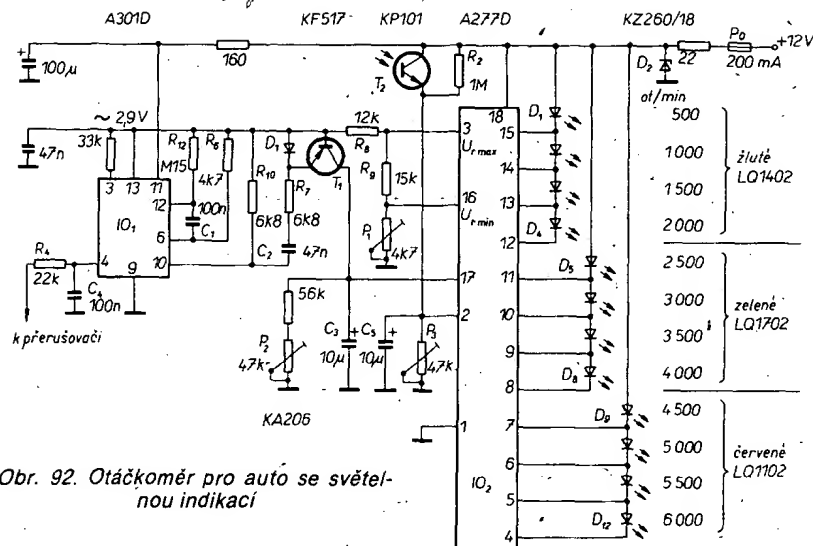 A301D KF517 KP101 A277D KZ260/18
+ 100µ
160
T2
R2
1M
D2
22
Po
200 mA
+12V
ot/min
~ 2,9V
47n
33k
R12
M15
R6
4k7
R10
6k8
D1
R7
6k8
T1
12k
R8
R9
15k
P1
4k7
3 13 11
12
6
10
4
9
IO1
100n
C1
C2
47n
R4
22k
C4
100n
k přerušovači
56k
P2
47k
C3
10µ
+
C5
10µ
+
P3
47k
KA206
3
Ur max
16
Ur min
17
2
1
18
15
14
13
12
11
10
9
8
7
6
5
4
IO2
D1
D4
D5
D8
D9
D12
500
1000
1500
2000
žluté
LQ1402
2500
3000
3500
4000
zelené
LQ1702
4500
5000
5500
6000
červené
LQ1102
Obr. 92. Otáčkoměr pro auto se světel-
nou indikací